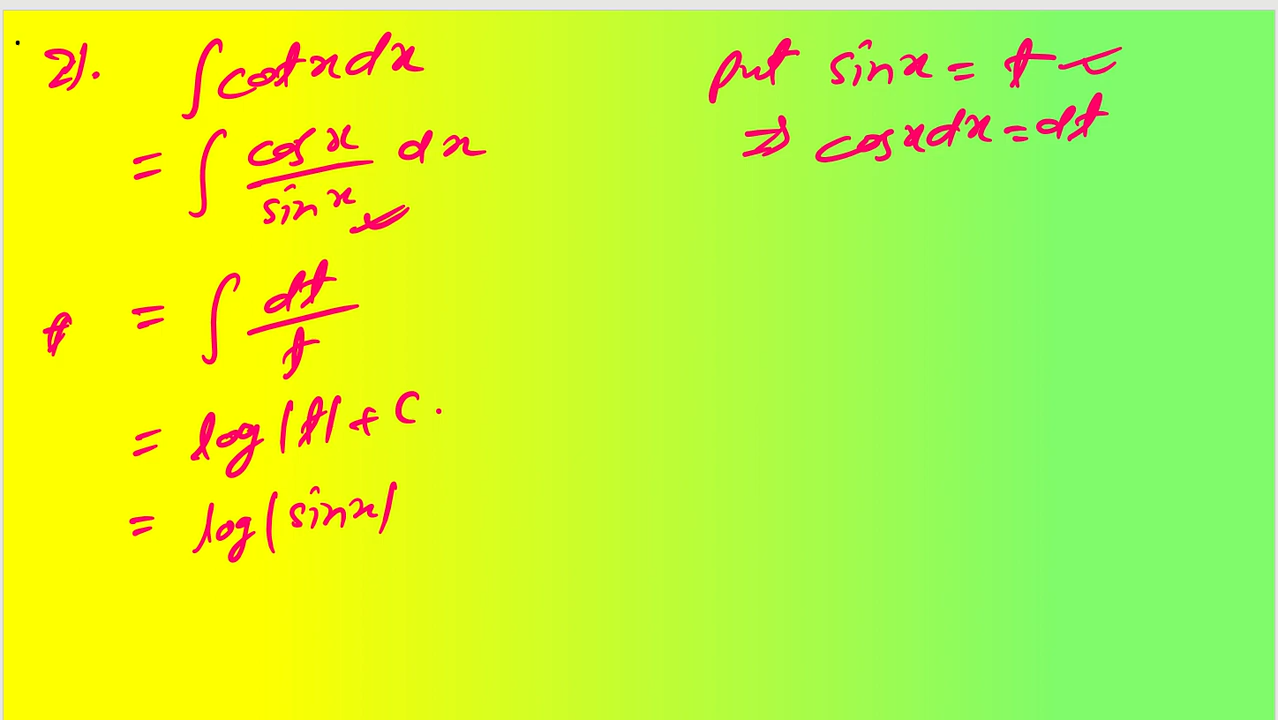 2). ∫ cot x dx
= ∫ cos x / sin x dx
= ∫ dt / t
= log |t| + C.
= log |sin x|
put sin x = t
⇒ cos x dx = dt